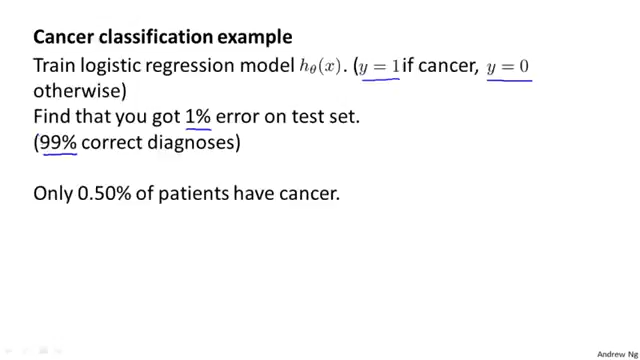 Cancer classification example
Train logistic regression model hθ(x). (y = 1 if cancer, y = 0
otherwise)
Find that you got 1% error on test set.
(99% correct diagnoses)
Only 0.50% of patients have cancer.
Andrew Ng